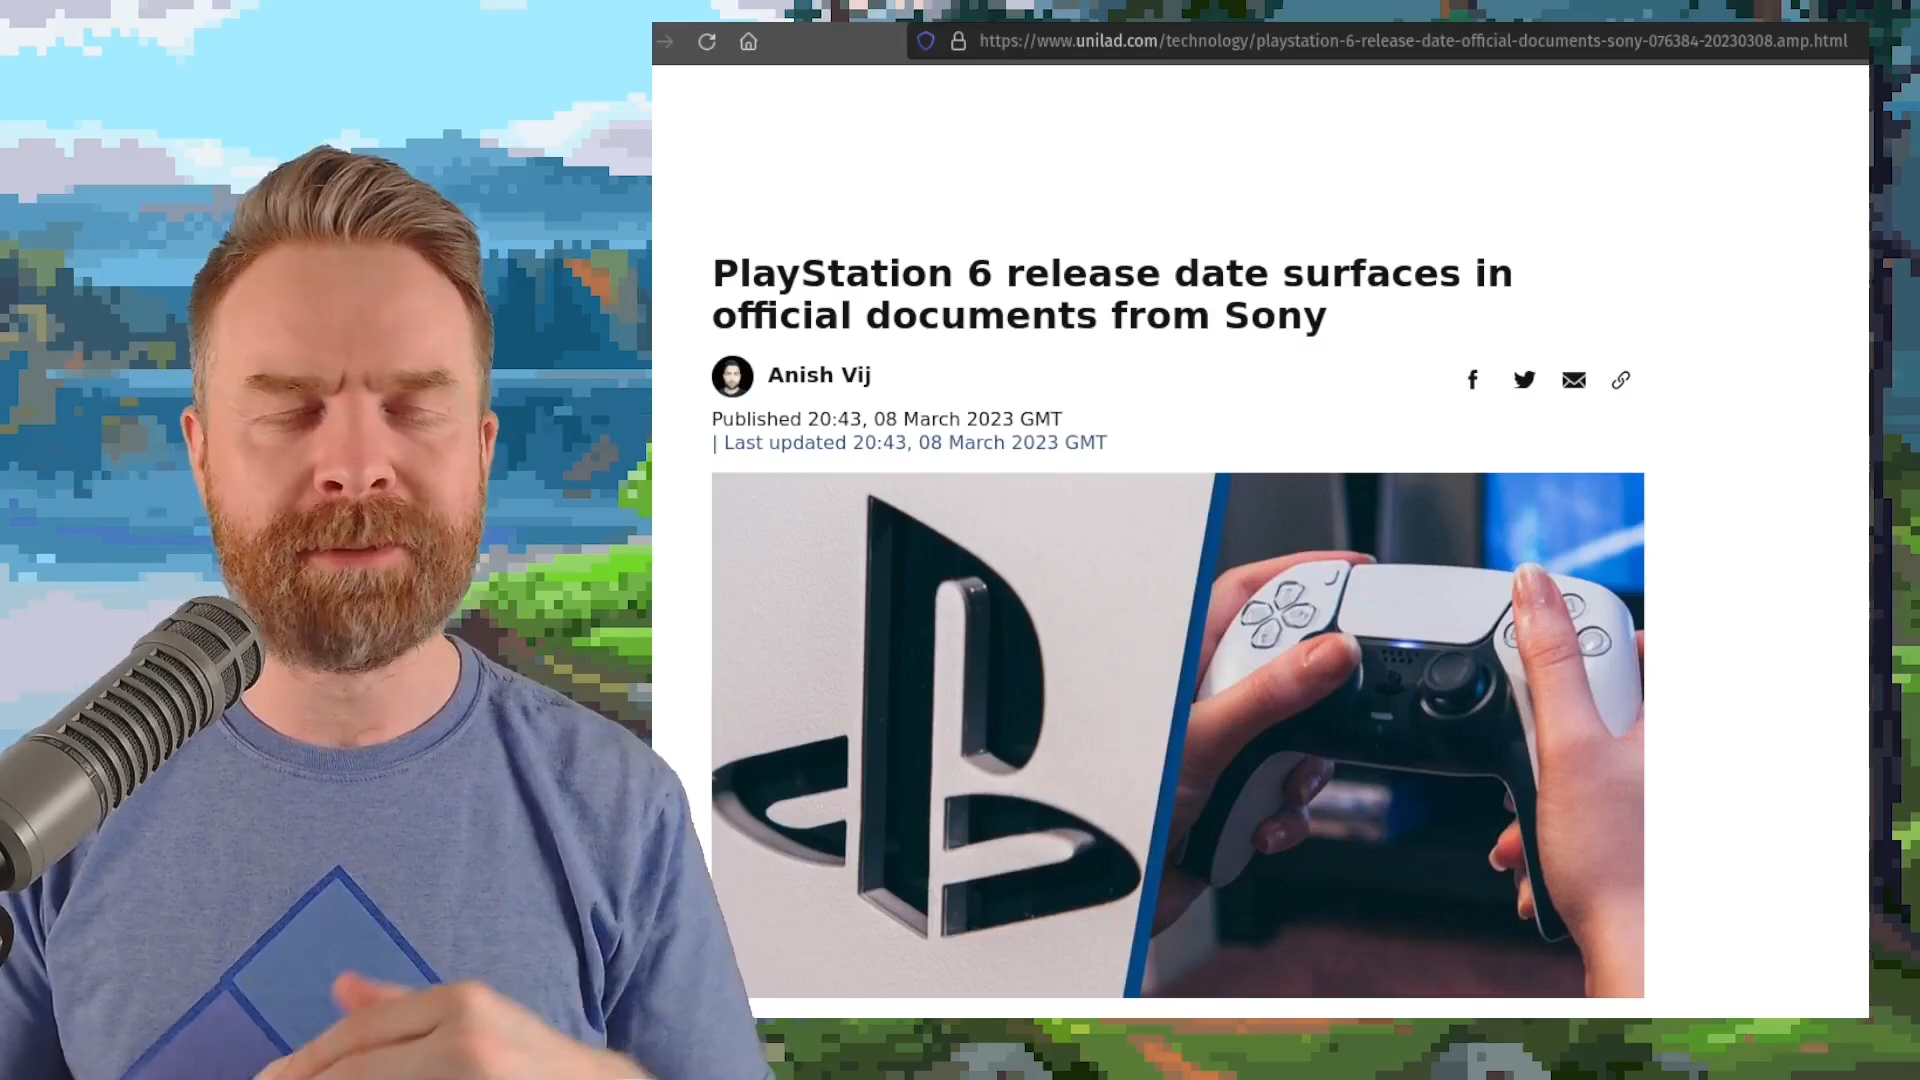 https://www.unilad.com/technology/playstation-6-release-date-official-documents-sony-076384-20230308.amp.html
PlayStation 6 release date surfaces in
official documents from Sony
Anish Vij
Published 20:43, 08 March 2023 GMT
| Last updated 20:43, 08 March 2023 GMT